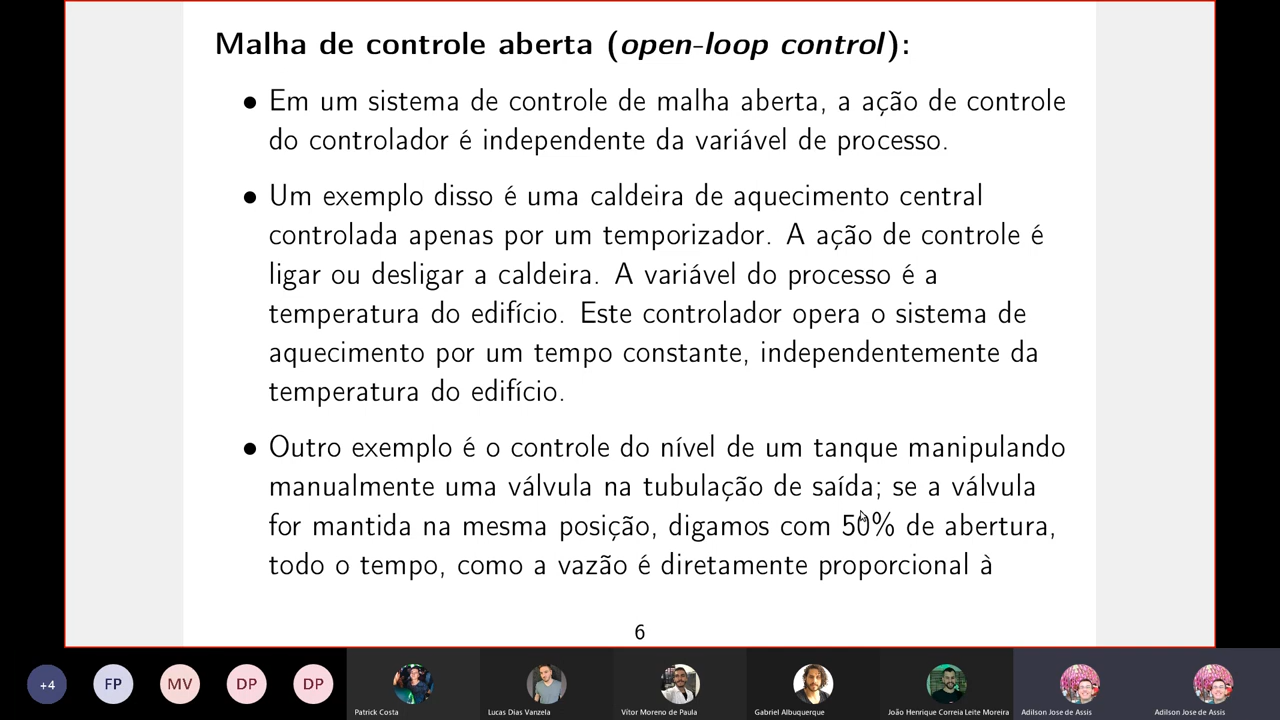 Malha de controle aberta (open-loop control):
• Em um sistema de controle de malha aberta, a ação de controle
do controlador é independente da variável de processo.
• Um exemplo disso é uma caldeira de aquecimento central
controlada apenas por um temporizador. A ação de controle é
ligar ou desligar a caldeira. A variável do processo é a
temperatura do edifício. Este controlador opera o sistema de
aquecimento por um tempo constante, independentemente da
temperatura do edifício.
• Outro exemplo é o controle do nível de um tanque manipulando
manualmente uma válvula na tubulação de saída; se a válvula
for mantida na mesma posição, digamos com 50% de abertura,
todo o tempo, como a vazão é diretamente proporcional à
6
+4
FP
MV
DP
DP
Patrick Costa
Lucas Dias Vanzela
Vítor Moreno de Paula
Gabriel Albuquerque
João Henrique Correia Leite Moreira
Adilson Jose de Assis
Adilson Jose de Assis